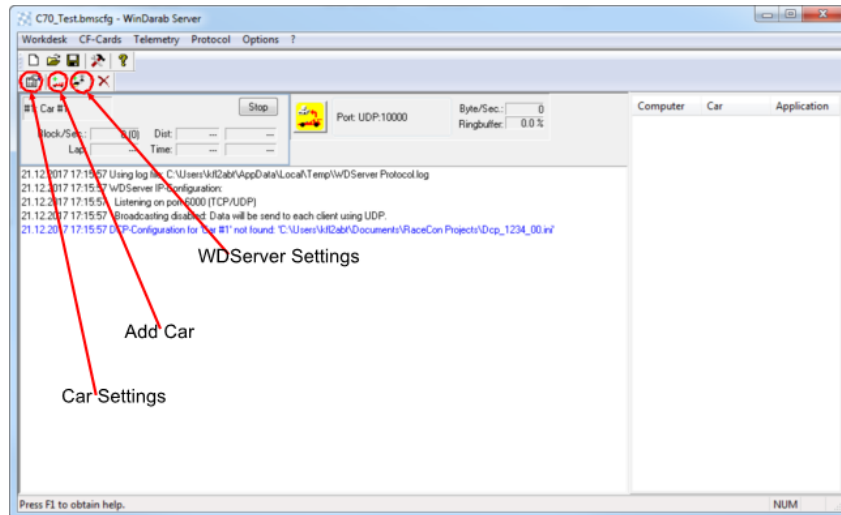 C70_Test.bmscfg - WinDarab Server
Workdesk CF-Cards Telemetry Protocol Options ?
#1 Car #1 Stop
Block/Sec.: 0 (0) Dist: --- ---
Lap: --- Time: --- ---
Port: UDP:10000
Byte/Sec.: 0
Ringbuffer: 0.0 %
Computer Car Application
21.12.2017 17:15:57 Using log file: C:\Users\kfl2abt\AppData\Local\Temp\WDServer Protocol.log
21.12.2017 17:15:57 WDServer IP-Configuration:
21.12.2017 17:15:57 Listening on port 6000 (TCP/UDP)
21.12.2017 17:15:57 Broadcasting disabled: Data will be send to each client using UDP.
21.12.2017 17:15:57 DCP-Configuration for 'Car #1' not found: 'C:\Users\kfl2abt\Documents\RaceCon Projects\Dcp_1234_00.ini'
WDServer Settings
Add Car
Car Settings
Press F1 to obtain help. NUM